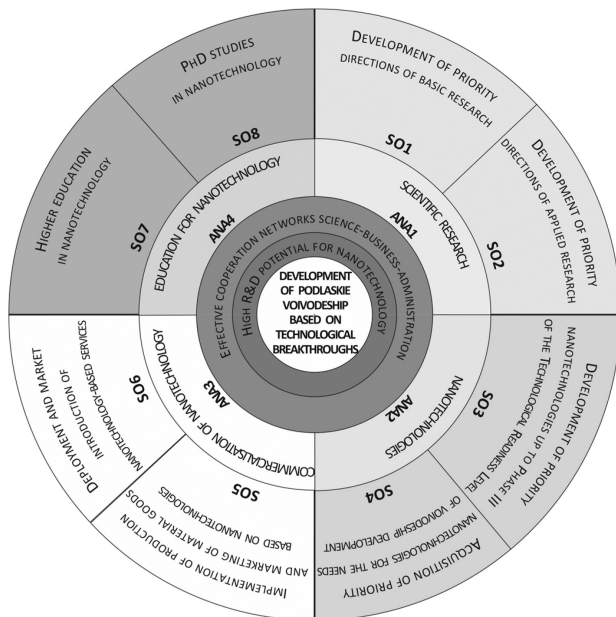 DEVELOPMENT
OF PODLASKIE
VOIVODESHIP
BASED ON
TECHNOLOGICAL
BREAKTHROUGHS
HIGH R&D POTENTIAL FOR NANOTECHNOLOGY
EFFECTIVE COOPERATION NETWORKS SCIENCE-BUSINESS-ADMINISTRATION
SCIENTIFIC RESEARCH
ANA1
NANOTECHNOLOGIES
ANA2
COMMERCIALISATION OF NANOTECHNOLOGY
ANA3
EDUCATION FOR NANOTECHNOLOGY
ANA4
DEVELOPMENT OF PRIORITY
DIRECTIONS OF BASIC RESEARCH
SO1
DEVELOPMENT OF PRIORITY
DIRECTIONS OF APPLIED RESEARCH
SO2
DEVELOPMENT OF PRIORITY
NANOTECHNOLOGIES UP TO PHASE III
OF THE TECHNOLOGICAL READINESS LEVEL
SO3
ACQUISITION OF PRIORITY
NANOTECHNOLOGIES FOR THE NEEDS
OF VOIVODESHIP DEVELOPMENT
SO4
IMPLEMENTATION OF PRODUCTION
AND MARKETING OF MATERIAL GOODS
BASED ON NANOTECHNOLOGIES
SO5
DEPLOYMENT AND MARKET
INTRODUCTION OF
NANOTECHNOLOGY-BASED SERVICES
SO6
HIGHER EDUCATION
IN NANOTECHNOLOGY
SO7
PHD STUDIES
IN NANOTECHNOLOGY
SO8